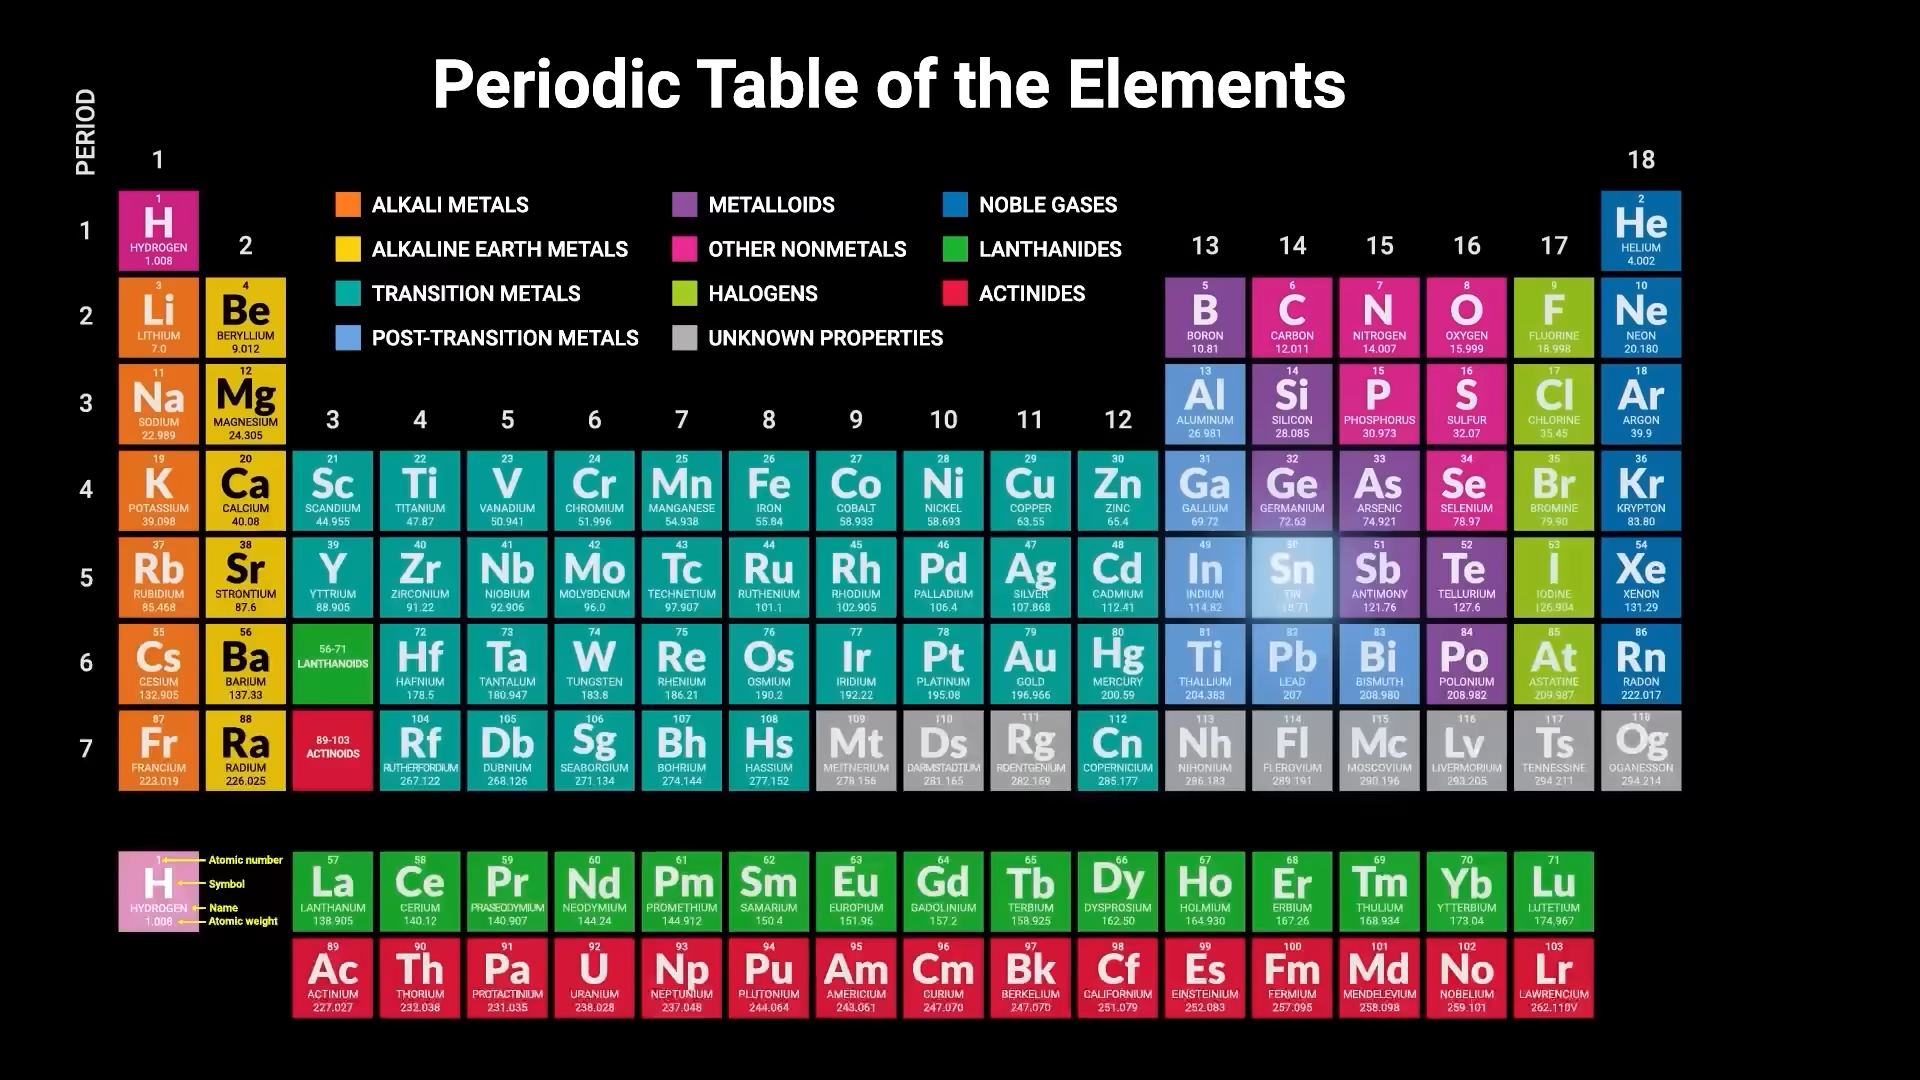 Periodic Table of the Elements
PERIOD
1 18
ALKALI METALS METALLOIDS NOBLE GASES
ALKALINE EARTH METALS OTHER NONMETALS LANTHANIDES
TRANSITION METALS HALOGENS ACTINIDES
POST-TRANSITION METALS UNKNOWN PROPERTIES
1 2
1 H He
HYDROGEN HELIUM
1.008 4.002
2 13 14 15 16 17
3 4 5 6 7 8 9 10
2 Li Be B C N O F Ne
LITHIUM BERYLLIUM BORON CARBON NITROGEN OXYGEN FLUORINE NEON
7.0 9.012 10.81 12.011 14.007 15.999 18.998 20.180
11 12 13 14 15 16 17 18
3 Na Mg Al Si P S Cl Ar
SODIUM MAGNESIUM ALUMINUM SILICON PHOSPHORUS SULFUR CHLORINE ARGON
22.989 24.305 26.981 28.085 30.973 32.07 35.45 39.9
3 4 5 6 7 8 9 10 11 12
19 20 21 22 23 24 25 26 27 28 29 30 31 32 33 34 35 36
4 K Ca Sc Ti V Cr Mn Fe Co Ni Cu Zn Ga Ge As Se Br Kr
POTASSIUM CALCIUM SCANDIUM TITANIUM VANADIUM CHROMIUM MANGANESE IRON COBALT NICKEL COPPER ZINC GALLIUM GERMANIUM ARSENIC SELENIUM BROMINE KRYPTON
39.098 40.08 44.955 47.87 50.941 51.996 54.938 55.84 58.933 58.693 63.55 65.4 69.72 72.63 74.921 78.97 79.90 83.80
37 38 39 40 41 42 43 44 45 46 47 48 49 50 51 52 53 54
5 Rb Sr Y Zr Nb Mo Tc Ru Rh Pd Ag Cd In Sn Sb Te I Xe
RUBIDIUM STRONTIUM YTTRIUM ZIRCONIUM NIOBIUM MOLYBDENUM TECHNETIUM RUTHENIUM RHODIUM PALLADIUM SILVER CADMIUM INDIUM TIN ANTIMONY TELLURIUM IODINE XENON
85.468 87.6 88.905 91.22 92.906 96.0 97.907 101.1 102.905 106.4 107.868 112.41 114.82 121.76 127.6 126.904 131.29
55 56 56-71 72 73 74 75 76 77 78 79 80 81 82 83 84 85 86
6 Cs Ba LANTHANOIDS Hf Ta W Re Os Ir Pt Au Hg Ti Pb Bi Po At Rn
CESIUM BARIUM HAFNIUM TANTALUM TUNGSTEN RHENIUM OSMIUM IRIDIUM PLATINUM GOLD MERCURY THALLIUM LEAD BISMUTH POLONIUM ASTATINE RADON
132.905 137.33 178.5 180.947 183.8 186.21 190.2 192.22 195.08 196.966 200.59 204.383 207 208.980 208.982 209.987 222.017
87 88 89-103 104 105 106 107 108 109 110 111 112 113 114 115 116 117 118
7 Fr Ra ACTINOIDS Rf Db Sg Bh Hs Mt Ds Rg Cn Nh Fl Mc Lv Ts Og
FRANCIUM RADIUM RUTHERFORDIUM DUBNIUM SEABORGIUM BOHRIUM HASSIUM MEITNERIUM DARMSTADTIUM ROENTGENIUM COPERNICIUM NIHONIUM FLEROVIUM MOSCOVIUM LIVERMORIUM TENNESSINE OGANESSON
223.019 226.025 267.122 268.126 271.134 274.144 277.152 278.156 281.165 282.169 285.177 286.183 289.191 290.196 293.205 294.211 294.214
1 Atomic number 57 58 59 60 61 62 63 64 65 66 67 68 69 70 71
H Symbol La Ce Pr Nd Pm Sm Eu Gd Tb Dy Ho Er Tm Yb Lu
HYDROGEN Name LANTHANUM CERIUM PRASEODYMIUM NEODYMIUM PROMETHIUM SAMARIUM EUROPIUM GADOLINIUM TERBIUM DYSPROSIUM HOLMIUM ERBIUM THULIUM YTTERBIUM LUTETIUM
1.008 Atomic weight 138.905 140.12 140.907 144.24 144.912 150.4 151.96 157.2 158.925 162.50 164.930 167.26 168.934 173.04 174.967
89 90 91 92 93 94 95 96 97 98 99 100 101 102 103
Ac Th Pa U Np Pu Am Cm Bk Cf Es Fm Md No Lr
ACTINIUM THORIUM PROTACTINIUM URANIUM NEPTUNIUM PLUTONIUM AMERICIUM CURIUM BERKELIUM CALIFORNIUM EINSTEINIUM FERMIUM MENDELEVIUM NOBELIUM LAWRENCIUM
227.027 232.038 231.035 238.028 237.048 244.064 243.061 247.070 247.070 251.079 252.083 257.095 258.098 259.101 262.110V